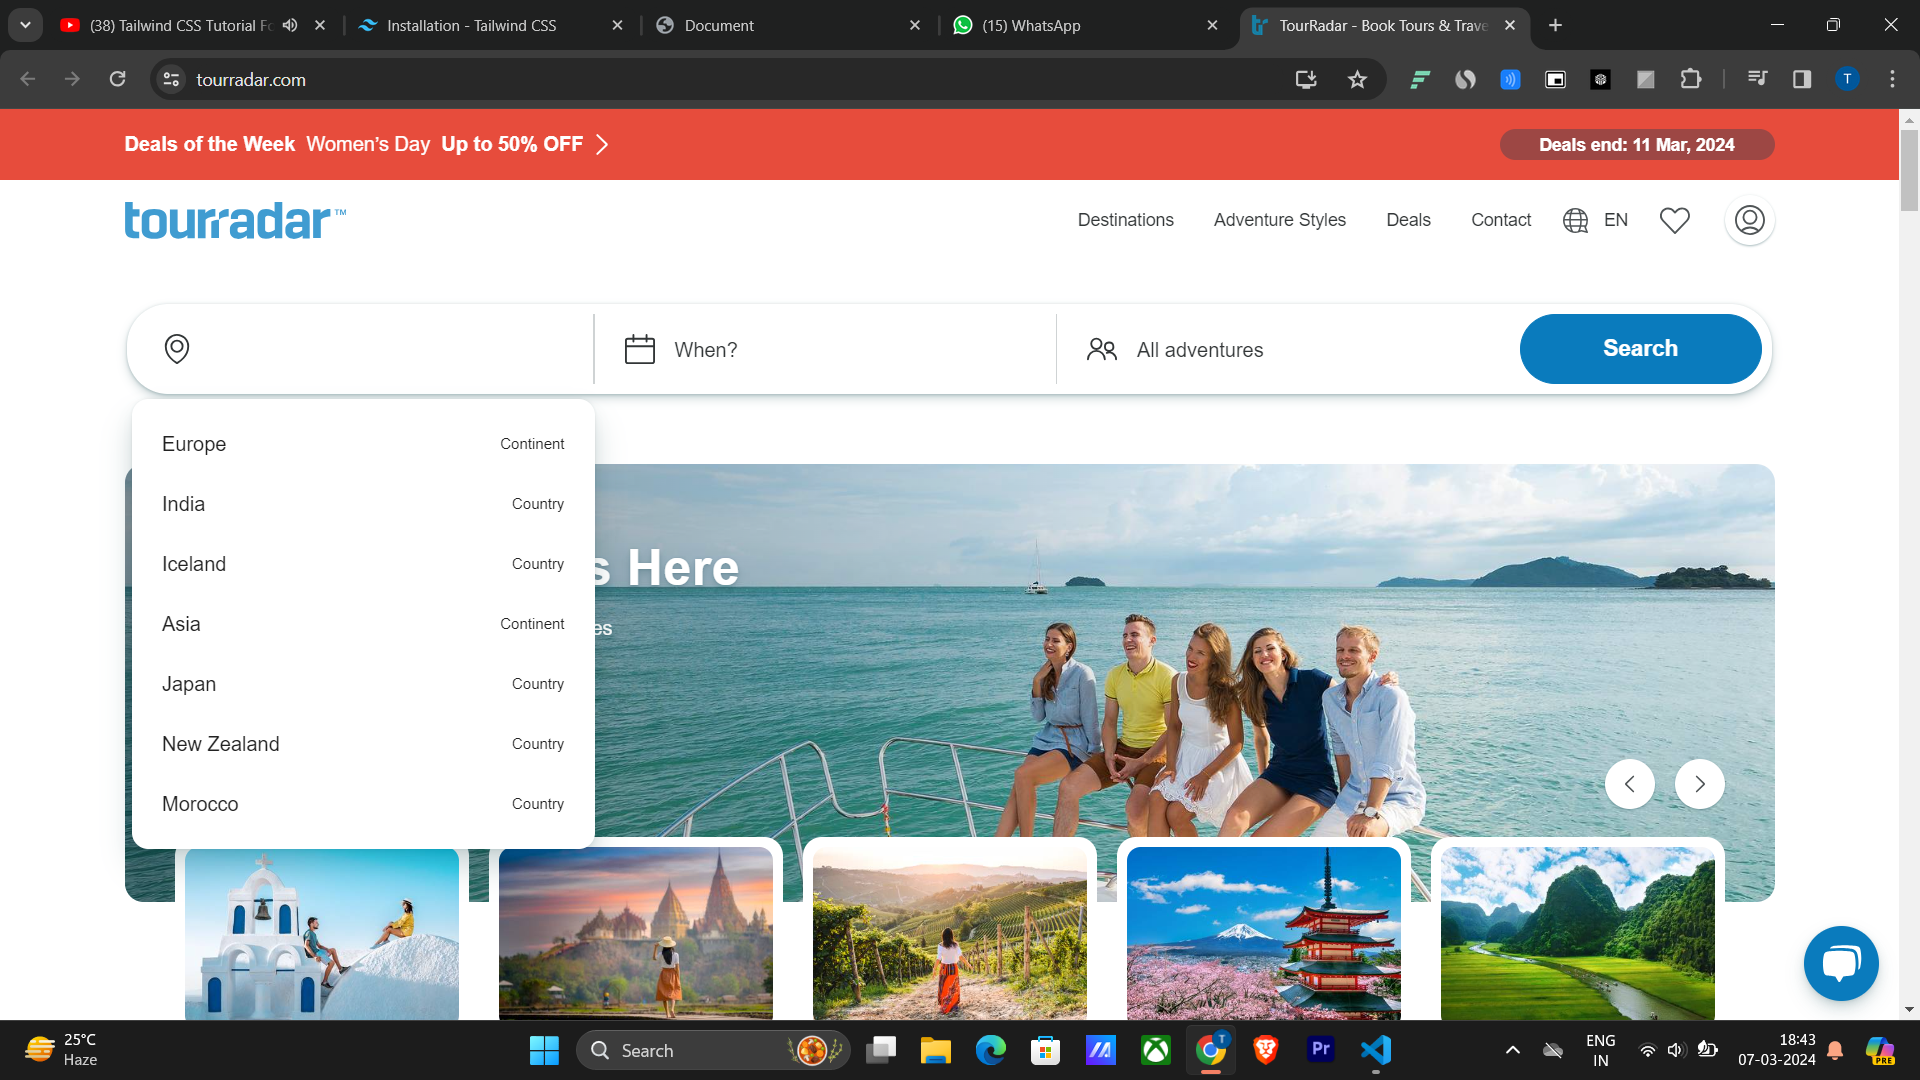 (38) Tailwind CSS Tutorial Fo
Installation - Tailwind CSS
Document
(15) WhatsApp
TourRadar - Book Tours & Trave
tourradar.com
T
Deals of the Week Women’s Day Up to 50% OFF
Deals end: 11 Mar, 2024
tourradar™
Destinations
Adventure Styles
Deals
Contact
EN
When?
All adventures
Search
Europe Continent
India Country
Iceland Country
Asia Continent
Japan Country
New Zealand Country
Morocco Country
s Here
es
25°C
Haze
Search
T
Pr
ENG
IN
18:43
07-03-2024
PRE